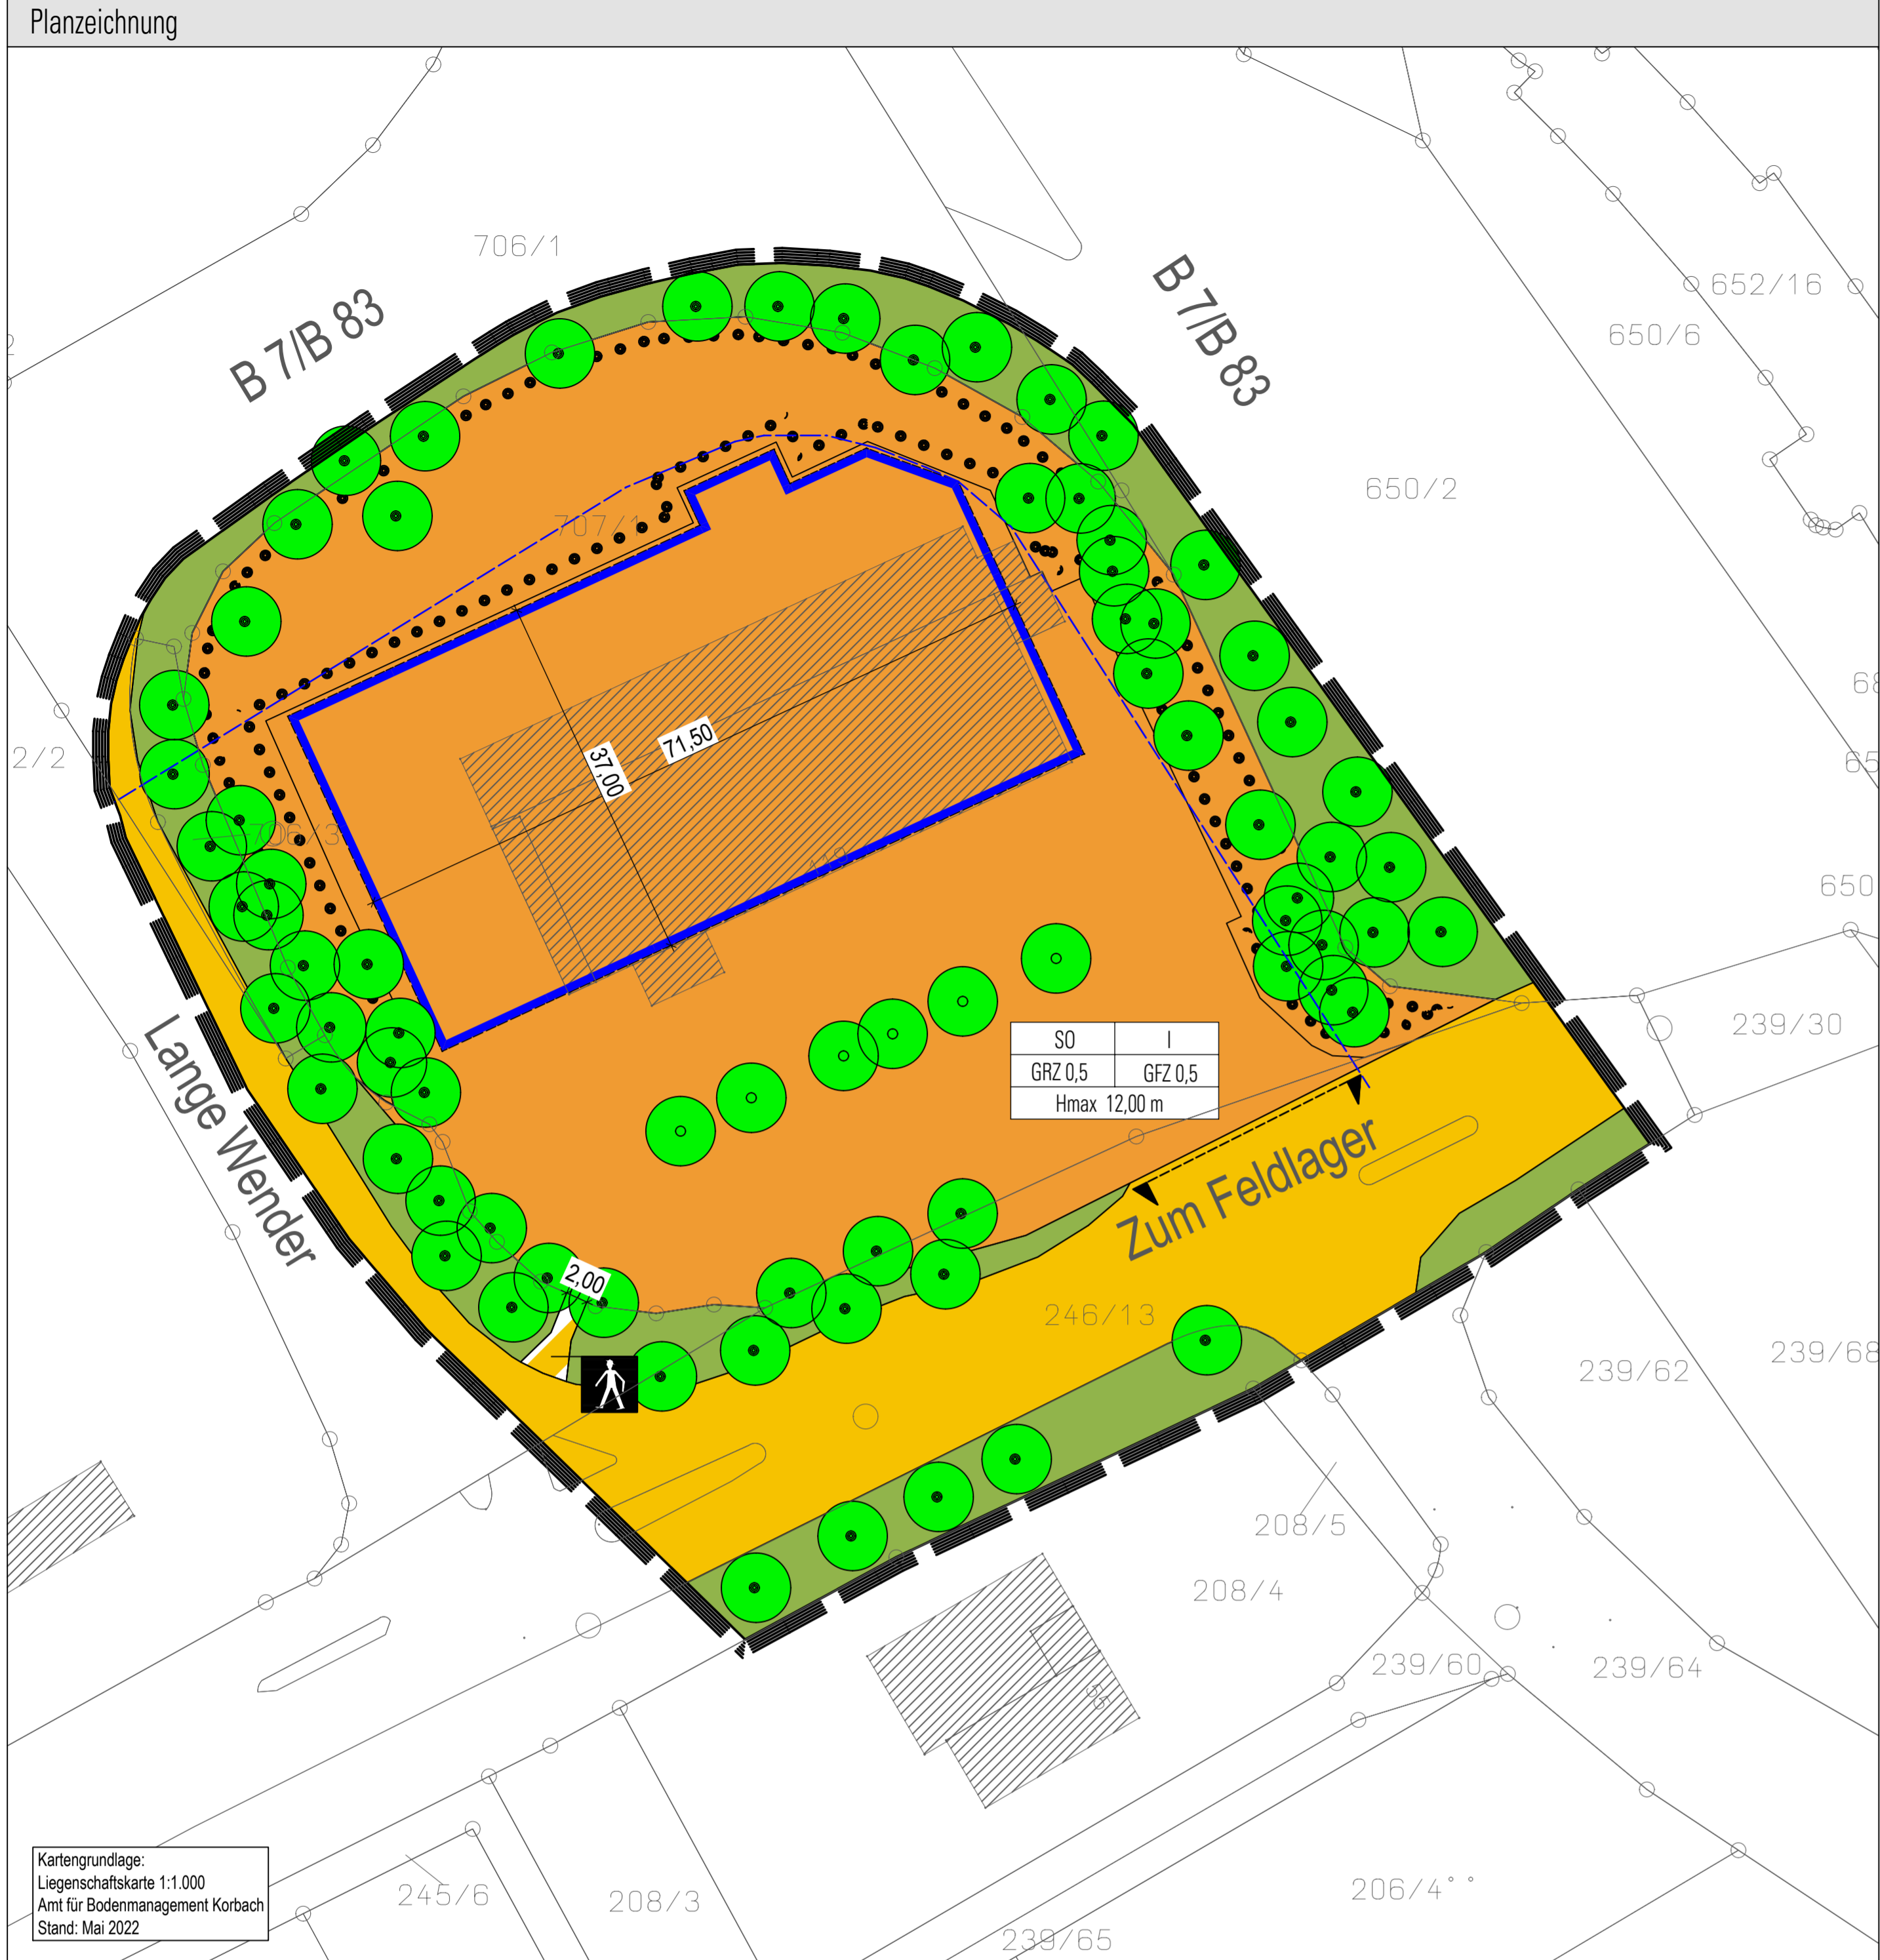 Planzeichnung
706/1
B 7/B 83
B 7/B 83
652/16
650/6
650/2
707/1
2/2
71,50
37,00
706/3
650
239/30
SO
I
GRZ 0,5
GFZ 0,5
Hmax 12,00 m
Lange Wender
Zum Feldlager
2,00
246/13
239/62
239/68
208/5
208/4
239/60
239/64
55
206/4
245/6
208/3
239/65
Kartengrundlage:
Liegenschaftskarte 1:1.000
Amt für Bodenmanagement Korbach
Stand: Mai 2022